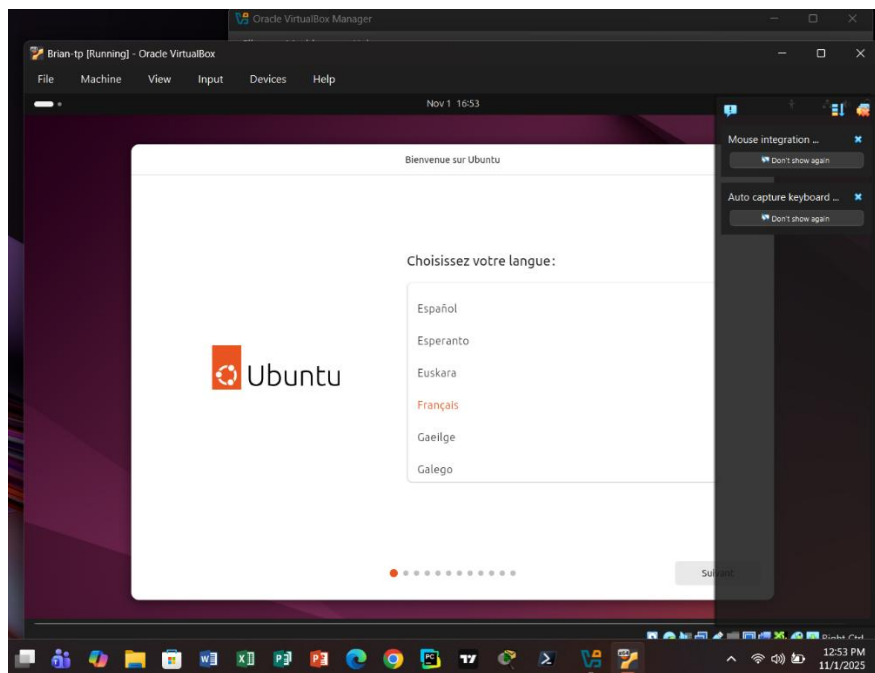 Oracle VirtualBox Manager
Brian-tp [Running] - Oracle VirtualBox
File Machine View Input Devices Help
Nov 1 16:53
Mouse integration ...
Don't show again
Auto capture keyboard ...
Don't show again
Bienvenue sur Ubuntu
Choisissez votre langue :
Español
Esperanto
Euskara
Français
Gaeilge
Galego
Ubuntu
Suivant
Right Ctrl
12:53 PM
11/1/2025